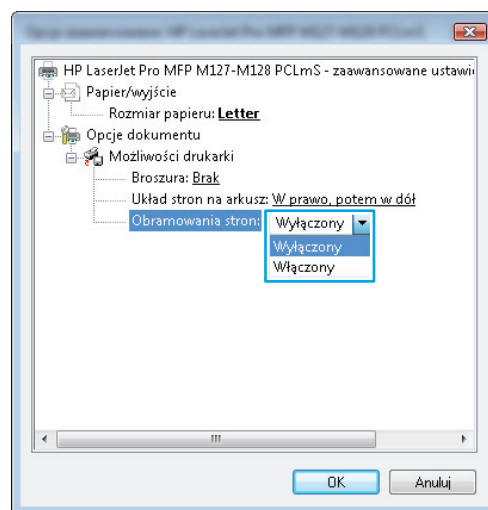 HP LaserJet Pro MFP M127-M128 PCLmS - zaawansowane ustawi
Papier/wyjście
Rozmiar papieru: Letter
Opcje dokumentu
Możliwości drukarki
Broszura: Brak
Układ stron na arkusz: W prawo, potem w dół
Obramowania stron: Wyłączony
Wyłączony
Włączony
OK Anuluj